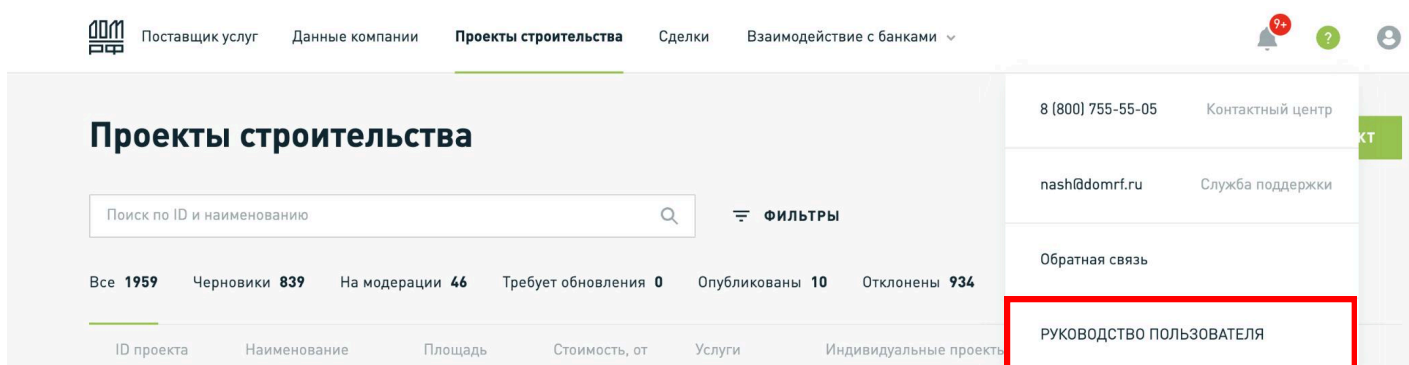 ДОМ РФ
Поставщик услуг Данные компании Проекты строительства Сделки Взаимодействие с банками 9+ ?
8 (800) 755-55-05 Контактный центр
Проекты строительства КТ
nash@domrf.ru Служба поддержки
Поиск по ID и наименованию ФИЛЬТРЫ
Обратная связь
Все 1959 Черновики 839 На модерации 46 Требует обновления 0 Опубликованы 10 Отклонены 934
РУКОВОДСТВО ПОЛЬЗОВАТЕЛЯ
ID проекта Наименование Площадь Стоимость, от Услуги Индивидуальные проекты